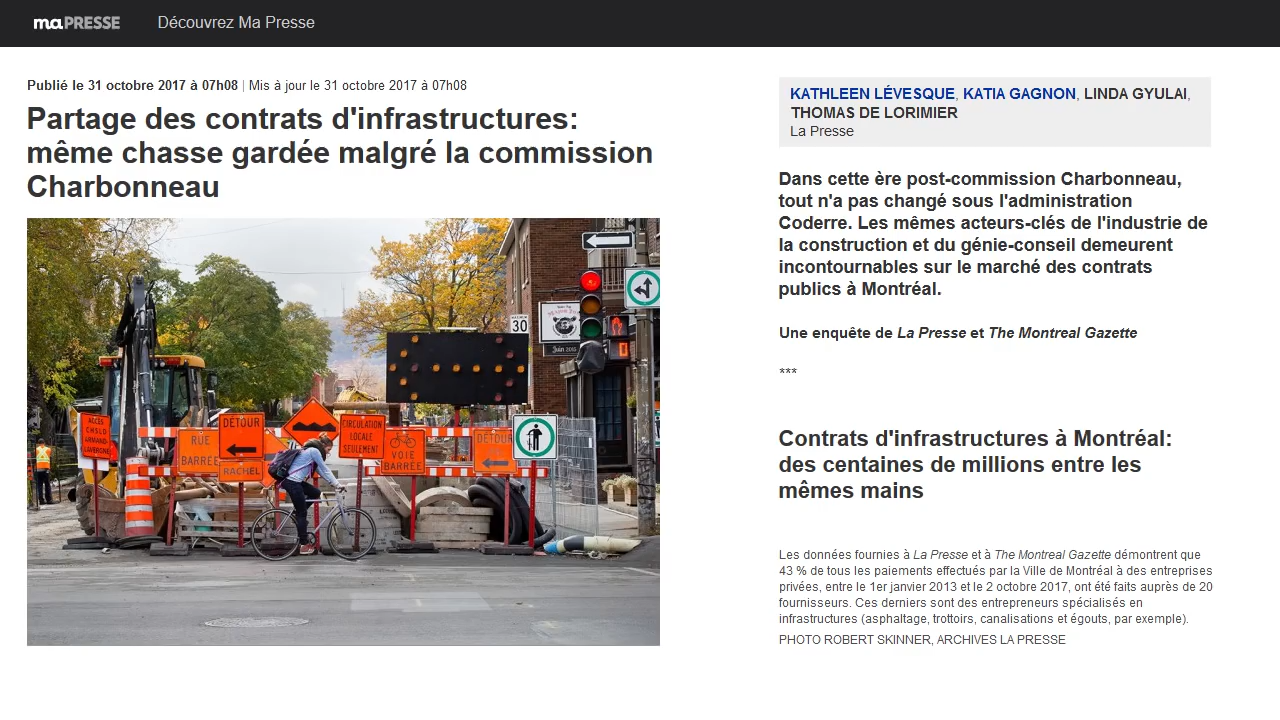 maPRESSE Découvrez Ma Presse
Publié le 31 octobre 2017 à 07h08 | Mis à jour le 31 octobre 2017 à 07h08
Partage des contrats d'infrastructures:
même chasse gardée malgré la commission
Charbonneau
30
Juin 2013
ACCÈS
CHSLD
ARMAND-
LAVERGNE
RUE
BARRÉE
DETOUR
RACHEL
CIRCULATION
LOCALE
SEULEMENT
VOIE
BARRÉE
DETOUR
KATHLEEN LÉVESQUE, KATIA GAGNON, LINDA GYULAI,
THOMAS DE LORIMIER
La Presse
Dans cette ère post-commission Charbonneau,
tout n'a pas changé sous l'administration
Coderre. Les mêmes acteurs-clés de l'industrie de
la construction et du génie-conseil demeurent
incontournables sur le marché des contrats
publics à Montréal.
Une enquête de La Presse et The Montreal Gazette
***
Contrats d'infrastructures à Montréal:
des centaines de millions entre les
mêmes mains
Les données fournies à La Presse et à The Montreal Gazette démontrent que
43 % de tous les paiements effectués par la Ville de Montréal à des entreprises
privées, entre le 1er janvier 2013 et le 2 octobre 2017, ont été faits auprès de 20
fournisseurs. Ces derniers sont des entrepreneurs spécialisés en
infrastructures (asphaltage, trottoirs, canalisations et égouts, par exemple).
PHOTO ROBERT SKINNER, ARCHIVES LA PRESSE